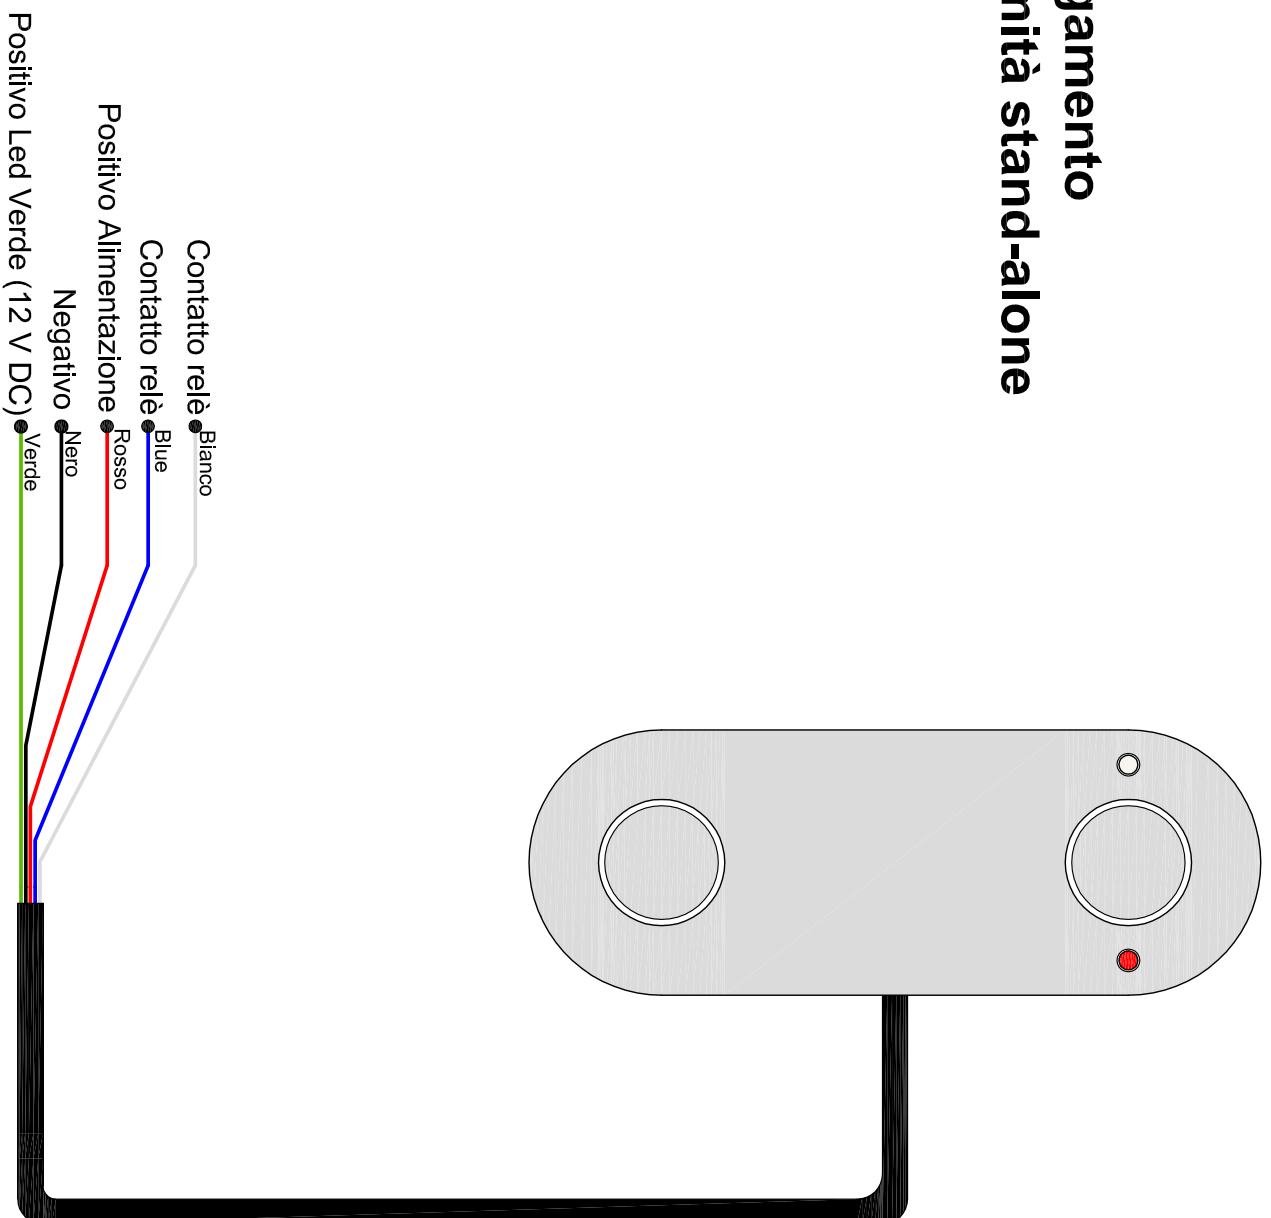 gamento
nità stand-alone
Contatto relè
Bianco
Contatto relè
Blue
Positivo Alimentazione
Rosso
Negativo
Nero
Positivo Led Verde (12 V DC)
Verde